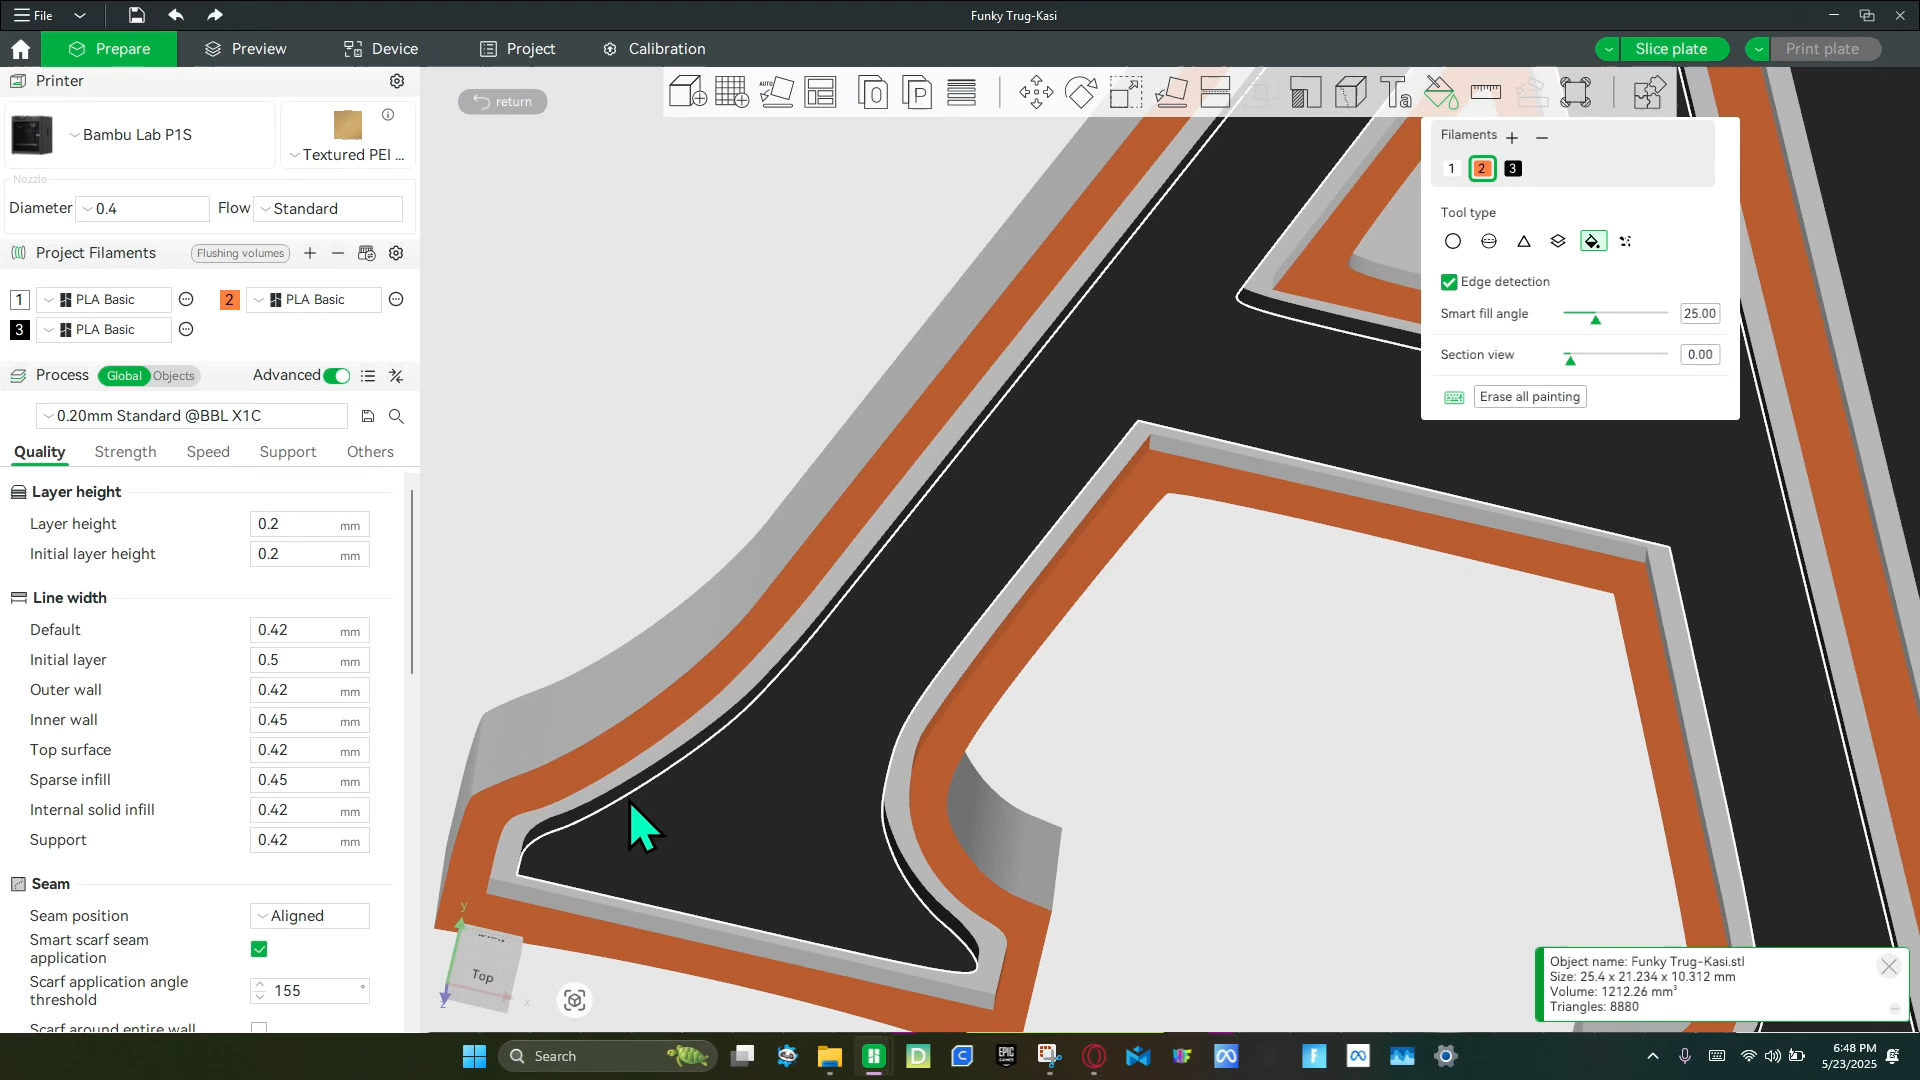 File
Funky Trug-Kasi
Prepare
Preview
Device
Project
Calibration
Slice plate
Print plate
Printer
return
Bambu Lab P1S
Textured PEI ...
Nozzle
Diameter
0.4
Flow
Standard
Project Filaments
Flushing volumes
1
PLA Basic
2
PLA Basic
3
PLA Basic
Process
Global
Objects
Advanced
0.20mm Standard @BBL X1C
Quality
Strength
Speed
Support
Others
Layer height
Layer height
0.2
mm
Initial layer height
0.2
mm
Line width
Default
0.42
mm
Initial layer
0.5
mm
Outer wall
0.42
mm
Inner wall
0.45
mm
Top surface
0.42
mm
Sparse infill
0.45
mm
Internal solid infill
0.42
mm
Support
0.42
mm
Seam
Seam position
Aligned
Smart scarf seam
application
Scarf application angle
threshold
155
°
Scarf around entire wall
Filaments
1
2
3
Tool type
Edge detection
Smart fill angle
25.00
Section view
0.00
Erase all painting
y
Top
x
z
Object name: Funky Trug-Kasi.stl
Size: 25.4 x 21.234 x 10.312 mm
Volume: 1212.26 mm³
Triangles: 8880
Search
6:48 PM
5/23/2025